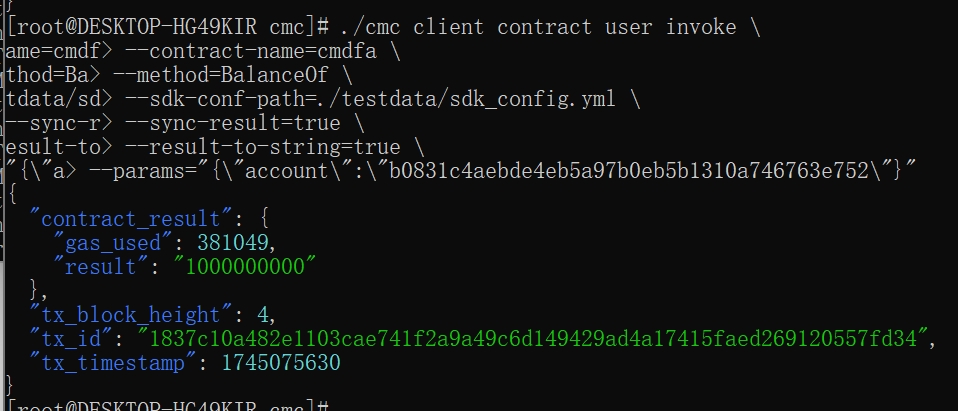 }
[root@DESKTOP-HG49KIR cmc]# ./cmc client contract user invoke \
ame=cmdf> --contract-name=cmdfa \
thod=Ba> --method=BalanceOf \
tdata/sd> --sdk-conf-path=./testdata/sdk_config.yml \
--sync-r> --sync-result=true \
esult-to> --result-to-string=true \
"{\"a> --params="{\"account\":\"b0831c4aebde4eb5a97b0eb5b1310a746763e752\"}"
{
  "contract_result": {
    "gas_used": 381049,
    "result": "1000000000"
  },
  "tx_block_height": 4,
  "tx_id": "1837c10a482e1103cae741f2a9a49c6d149429ad4a17415faed269120557fd34",
  "tx_timestamp": 1745075630
}
[root@DESKTOP-HG49KIR cmc]#